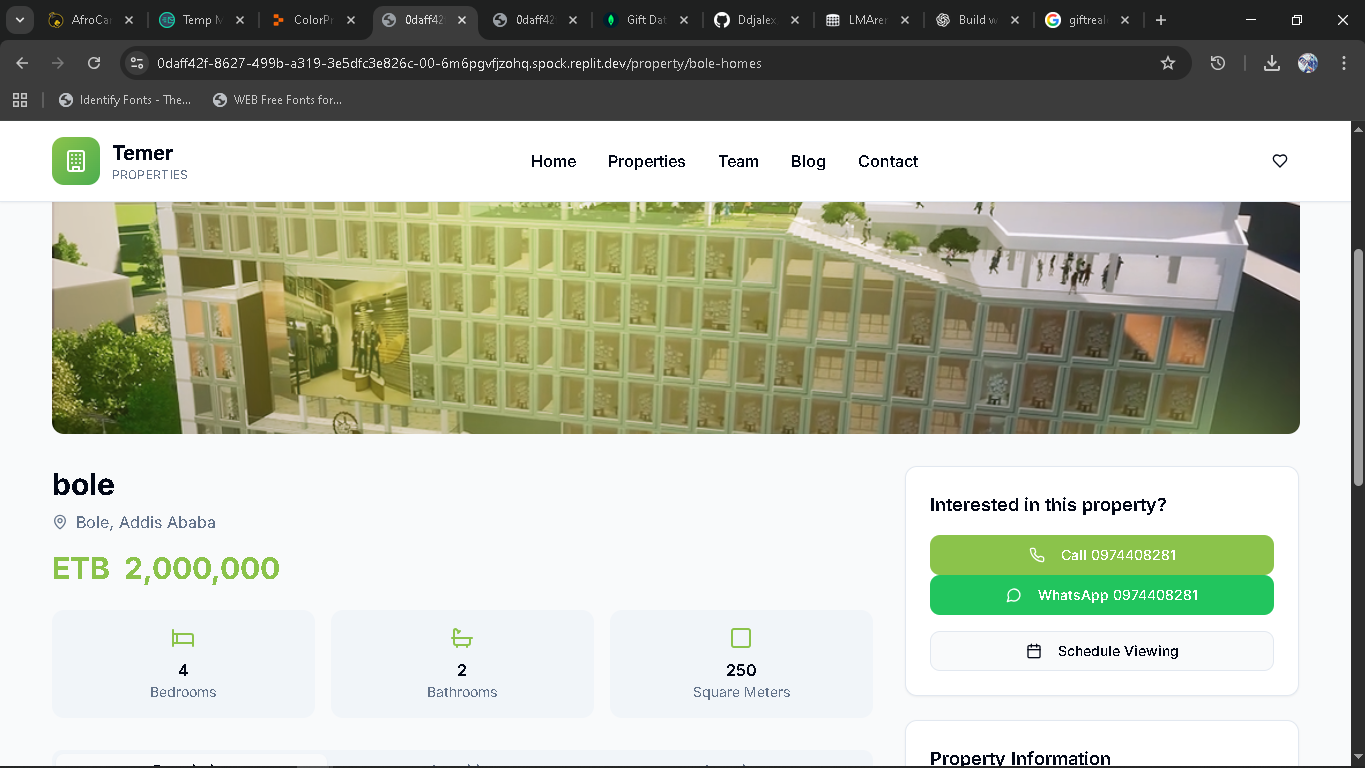 AfroCa
Temp M
ColorP
0daff42
0daff42
Gift Dat
Ddjalex
LMArer
Build w
giftreal
0daff42f-8627-499b-a319-3e5dfc3e826c-00-6m6pgvfjzohq.spock.replit.dev/property/bole-homes
Identify Fonts - The...
WEB Free Fonts for...
Temer
PROPERTIES
Home
Properties
Team
Blog
Contact
bole
Bole, Addis Ababa
ETB 2,000,000
4
Bedrooms
2
Bathrooms
250
Square Meters
Interested in this property?
Call 0974408281
WhatsApp 0974408281
Schedule Viewing
Property Information